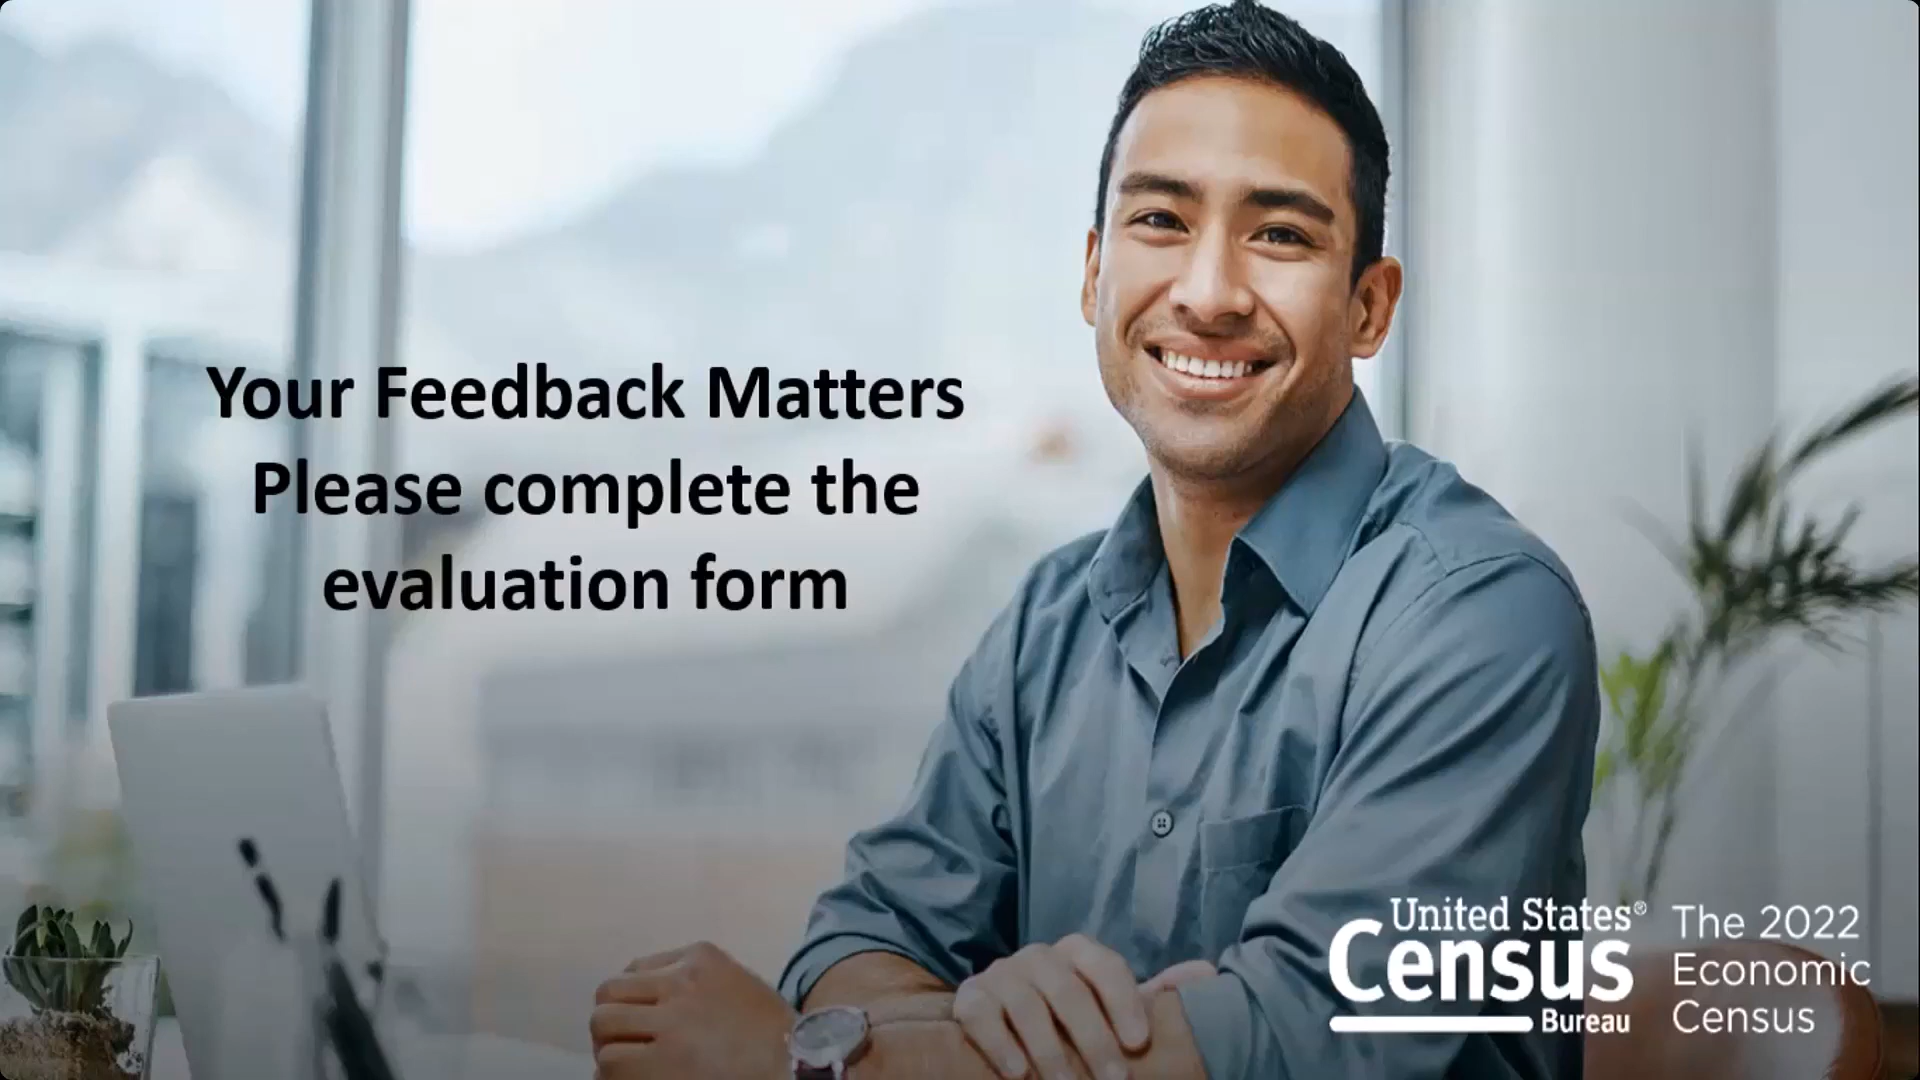 Your Feedback Matters
Please complete the
evaluation form
United States®
Census
Bureau
The 2022
Economic
Census